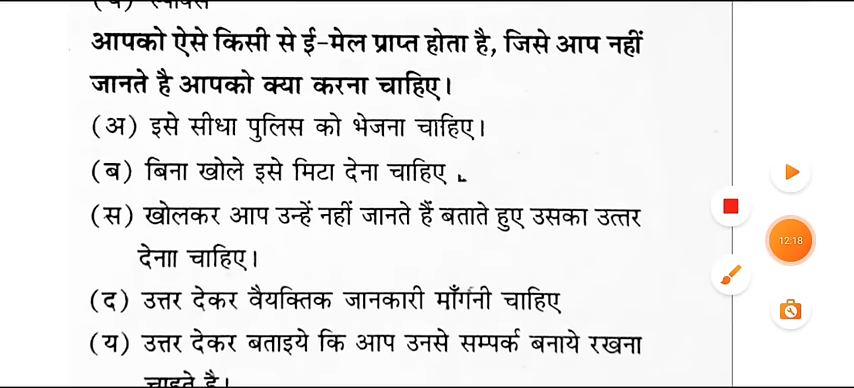 आपको ऐसे किसी से ई-मेल प्राप्त होता है, जिसे आप नहीं
जानते है आपको क्या करना चाहिए।
(अ) इसे सीधा पुलिस को भेजना चाहिए।
(ब) बिना खोले इसे मिटा देना चाहिए
(स) खोलकर आप उन्हें नहीं जानते हैं बताते हुए उसका उत्तर
देनाा चाहिए।
(द) उत्तर देकर वैयक्तिक जानकारी माँगंनी चाहिए
(य) उत्तर देकर बताइये कि आप उनसे सम्पर्क बनाये रखना
चाहते है।
12:18